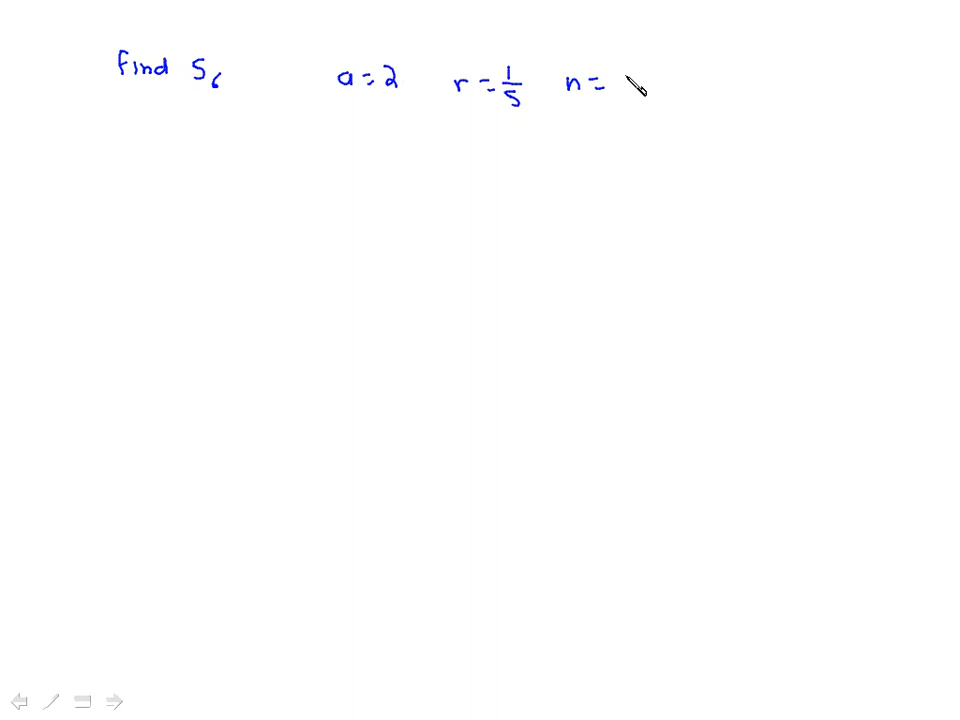 find S₆ a = 2 r = 1/5 n =